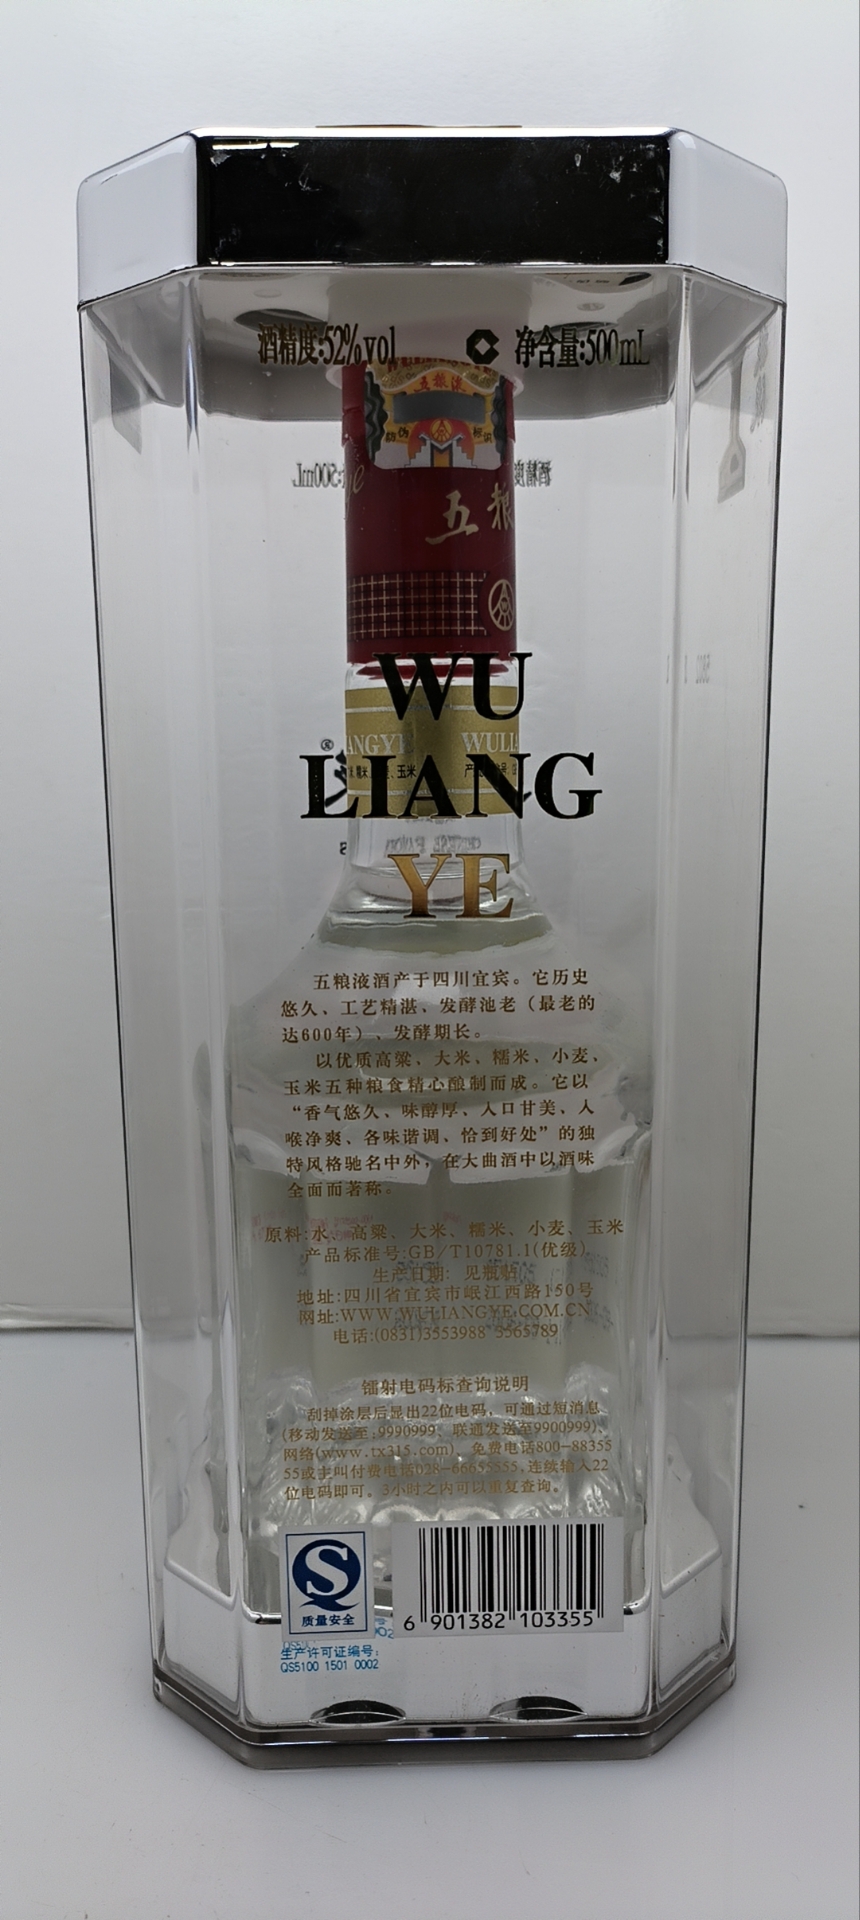 酒精度:52%vol 净含量:500mL
五粮液
防伪 标识
五粮
WU
LIANG
YE
ANGYE WULI
五粮液酒产于四川宜宾。它历史
悠久、工艺精湛、发酵池老（最老的
达600年）、发酵期长。
以优质高粱、大米、糯米、小麦、
玉米五种粮食精心酿制而成。它以
“香气悠久、味醇厚、入口甘美、入
喉净爽、各味谐调、恰到好处”的独
特风格驰名中外，在大曲酒中以酒味
全面而著称。
原料:水、高粱、大米、糯米、小麦、玉米
产品标准号:GB/T10781.1(优级)
生产日期: 见瓶贴
地址:四川省宜宾市岷江西路150号
网址:WWW.WULIANGYE.COM.CN
电话:(0831)3553988 3565789
镭射电码标查询说明
刮掉涂层后显出22位电码，可通过短消息
(移动发送至:9990999、联通发送至9900999)、
网络(www.tx315.com)、免费电话800-88355
55或主叫付费电话028-66655555,连续输入22
位电码即可。3小时之内可以重复查询。
质量安全
6 901382 103355
生产许可证编号:
QS5100 1501 0002